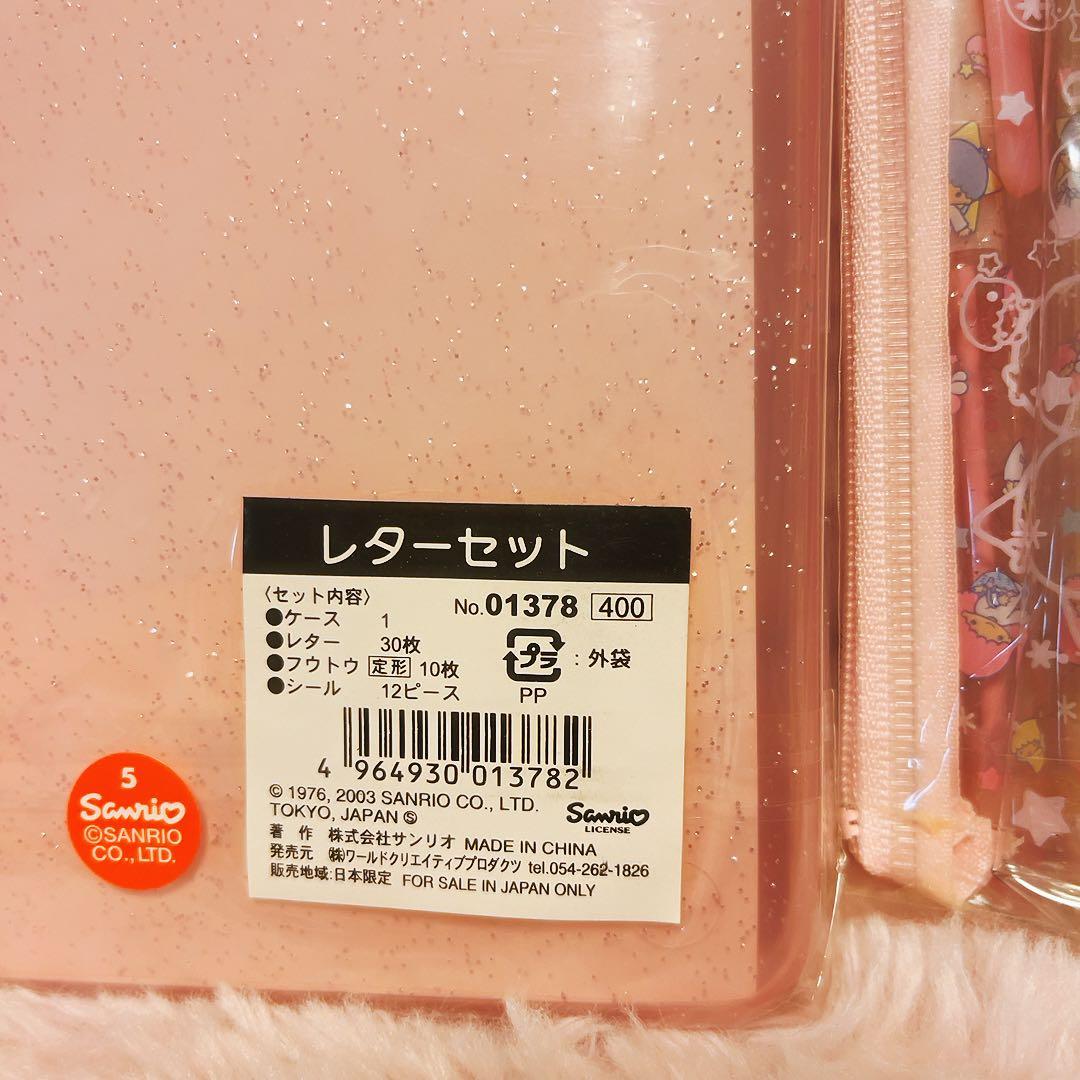 レターセット
〈セット内容〉
No.01378 400
●ケース 1
●レター 30枚
●フウトウ 定形 10枚
●シール 12ピース
プラ : 外袋
PP
4 964930 013782
© 1976, 2003 SANRIO CO., LTD.
TOKYO, JAPAN Ⓢ
Sanrio
LICENSE
著 作 株式会社サンリオ MADE IN CHINA
発売元 ㈱ワールドクリエイティブプロダクツ tel.054-262-1826
販売地域:日本限定 FOR SALE IN JAPAN ONLY
5
Sanrio
©SANRIO
CO.,LTD.